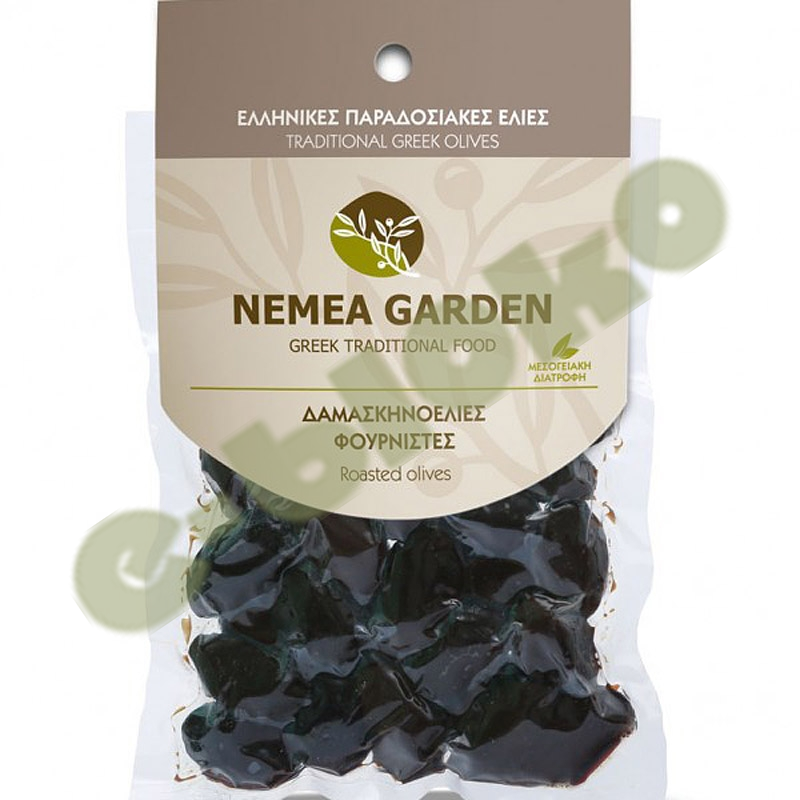 ΕΛΛΗΝΙΚΕΣ ΠΑΡΑΔΟΣΙΑΚΕΣ ΕΛΙΕΣ
TRADITIONAL GREEK OLIVES
NEMEA GARDEN
GREEK TRADITIONAL FOOD
ΜΕΣΟΓΕΙΑΚΗ
ΔΙΑΤΡΟΦΗ
ΔΑΜΑΣΚΗΝΟΕΛΙΕΣ
ΦΟΥΡΝΙΣΤΕΣ
Roasted olives